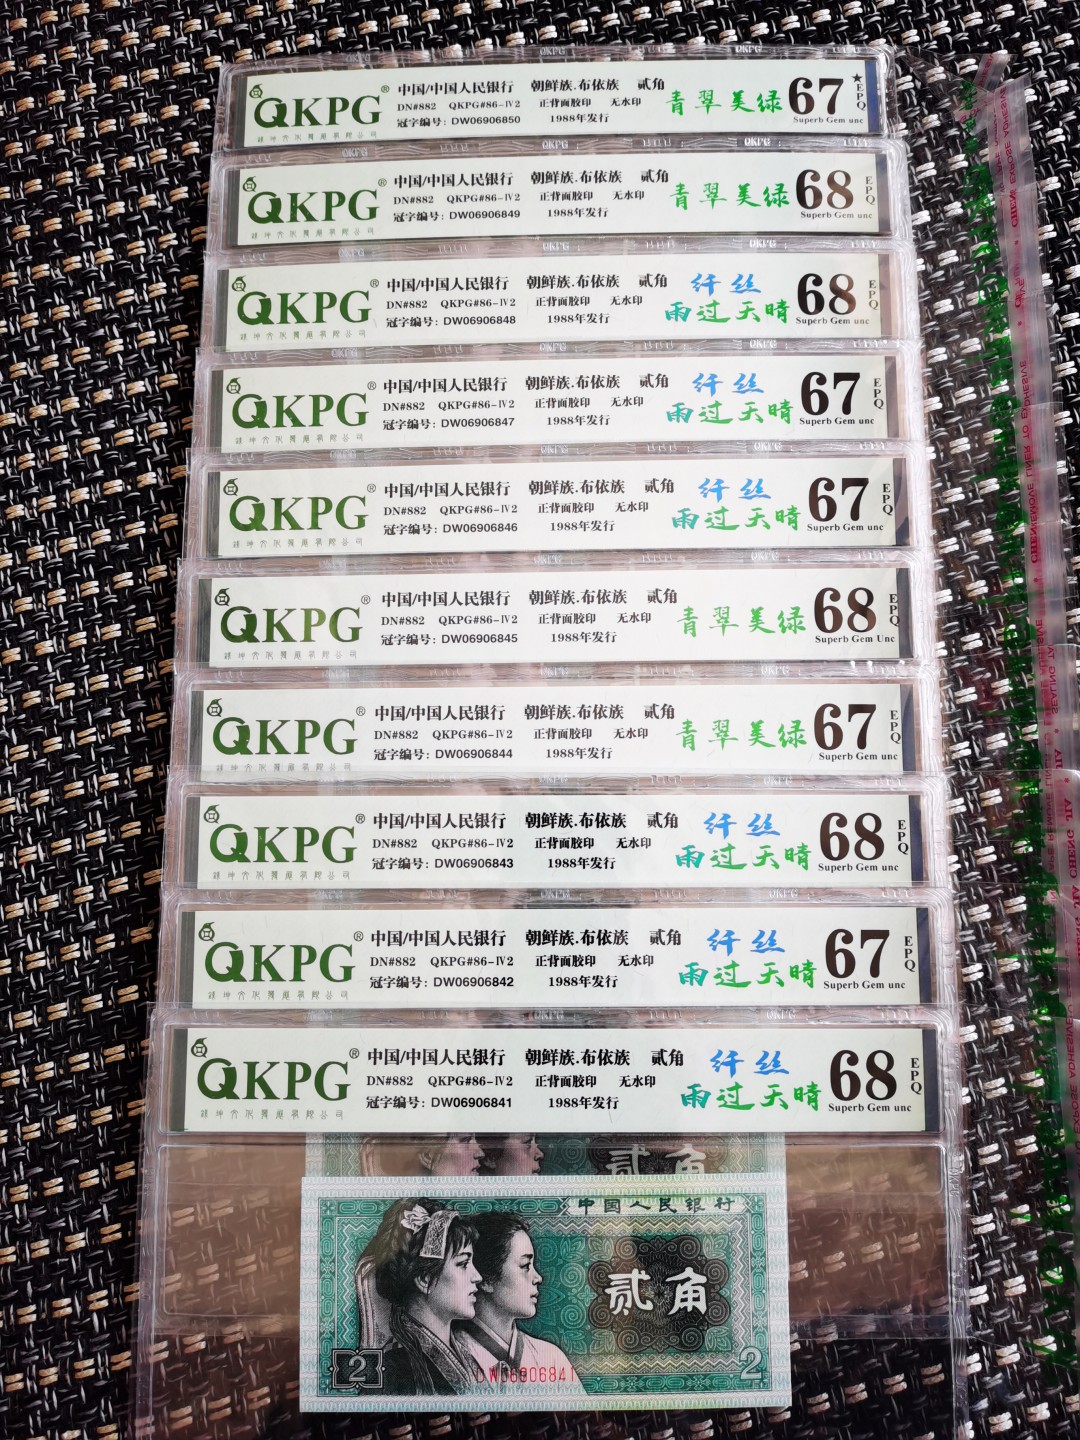 QKPG® 中国/中国人民银行 朝鲜族.布依族 贰角 青翠美绿 67 ★EPQ
DN#882 QKPG#86-Ⅳ2 正背面胶印 无水印 Superb Gem unc
冠字编号: DW06906850 1988年发行
QKPG® 中国/中国人民银行 朝鲜族.布依族 贰角 青翠美绿 68 EPQ
DN#882 QKPG#86-Ⅳ2 正背面胶印 无水印 Superb Gem unc
冠字编号: DW06906849 1988年发行
QKPG® 中国/中国人民银行 朝鲜族.布依族 贰角 纤丝 68 EPQ
DN#882 QKPG#86-Ⅳ2 正背面胶印 无水印 雨过天晴 Superb Gem unc
冠字编号: DW06906848 1988年发行
QKPG® 中国/中国人民银行 朝鲜族.布依族 贰角 纤丝 67 EPQ
DN#882 QKPG#86-Ⅳ2 正背面胶印 无水印 雨过天晴 Superb Gem unc
冠字编号: DW06906847 1988年发行
QKPG® 中国/中国人民银行 朝鲜族.布依族 贰角 纤丝 67 EPQ
DN#882 QKPG#86-Ⅳ2 正背面胶印 无水印 雨过天晴 Superb Gem unc
冠字编号: DW06906846 1988年发行
QKPG® 中国/中国人民银行 朝鲜族.布依族 贰角 青翠美绿 68 EPQ
DN#882 QKPG#86-Ⅳ2 正背面胶印 无水印 Superb Gem Unc
冠字编号: DW06906845 1988年发行
QKPG® 中国/中国人民银行 朝鲜族.布依族 贰角 青翠美绿 67 EPQ
DN#882 QKPG#86-Ⅳ2 正背面胶印 无水印 Superb Gem unc
冠字编号: DW06906844 1988年发行
QKPG® 中国/中国人民银行 朝鲜族.布依族 贰角 纤丝 68 EPQ
DN#882 QKPG#86-Ⅳ2 正背面胶印 无水印 雨过天晴 Superb Gem unc
冠字编号: DW06906843 1988年发行
QKPG® 中国/中国人民银行 朝鲜族.布依族 贰角 纤丝 67 EPQ
DN#882 QKPG#86-Ⅳ2 正背面胶印 无水印 雨过天晴 Superb Gem unc
冠字编号: DW06906842 1988年发行
QKPG® 中国/中国人民银行 朝鲜族.布依族 贰角 纤丝 68 EPQ
DN#882 QKPG#86-Ⅳ2 正背面胶印 无水印 雨过天晴 Superb Gem unc
冠字编号: DW06906841 1988年发行
贰角
中国人民银行
贰角
2 DW06906841 2